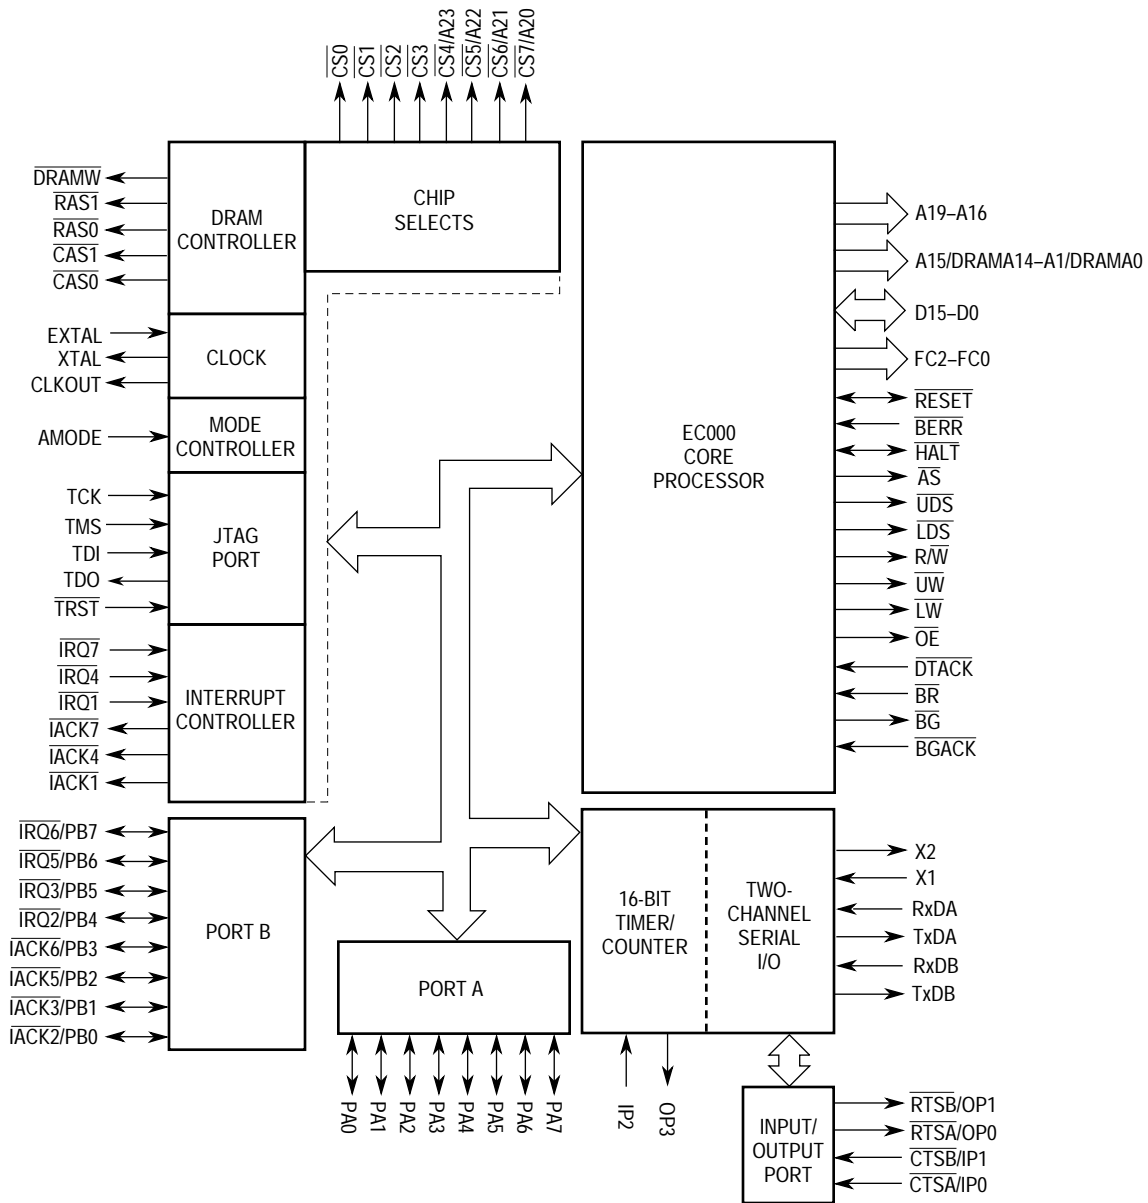 CS0
CS1
CS2
CS3
CS4/A23
CS5/A22
CS6/A21
CS7/A20
DRAMW
RAS1
RAS0
CAS1
CAS0
DRAM
CONTROLLER
CHIP
SELECTS
EXTAL
XTAL
CLKOUT
CLOCK
AMODE
MODE
CONTROLLER
TCK
TMS
TDI
TDO
TRST
JTAG
PORT
IRQ7
IRQ4
IRQ1
IACK7
IACK4
IACK1
INTERRUPT
CONTROLLER
EC000
CORE
PROCESSOR
A19–A16
A15/DRAMA14–A1/DRAMA0
D15–D0
FC2–FC0
RESET
BERR
HALT
AS
UDS
LDS
R/W
UW
LW
OE
DTACK
BR
BG
BGACK
IRQ6/PB7
IRQ5/PB6
IRQ3/PB5
IRQ2/PB4
IACK6/PB3
IACK5/PB2
IACK3/PB1
IACK2/PB0
PORT B
PORT A
PA0
PA1
PA2
PA3
PA4
PA5
PA6
PA7
16-BIT
TIMER/
COUNTER
TWO-
CHANNEL
SERIAL
I/O
X2
X1
RxDA
TxDA
RxDB
TxDB
IP2
OP3
INPUT/
OUTPUT
PORT
RTSB/OP1
RTSA/OP0
CTSB/IP1
CTSA/IP0